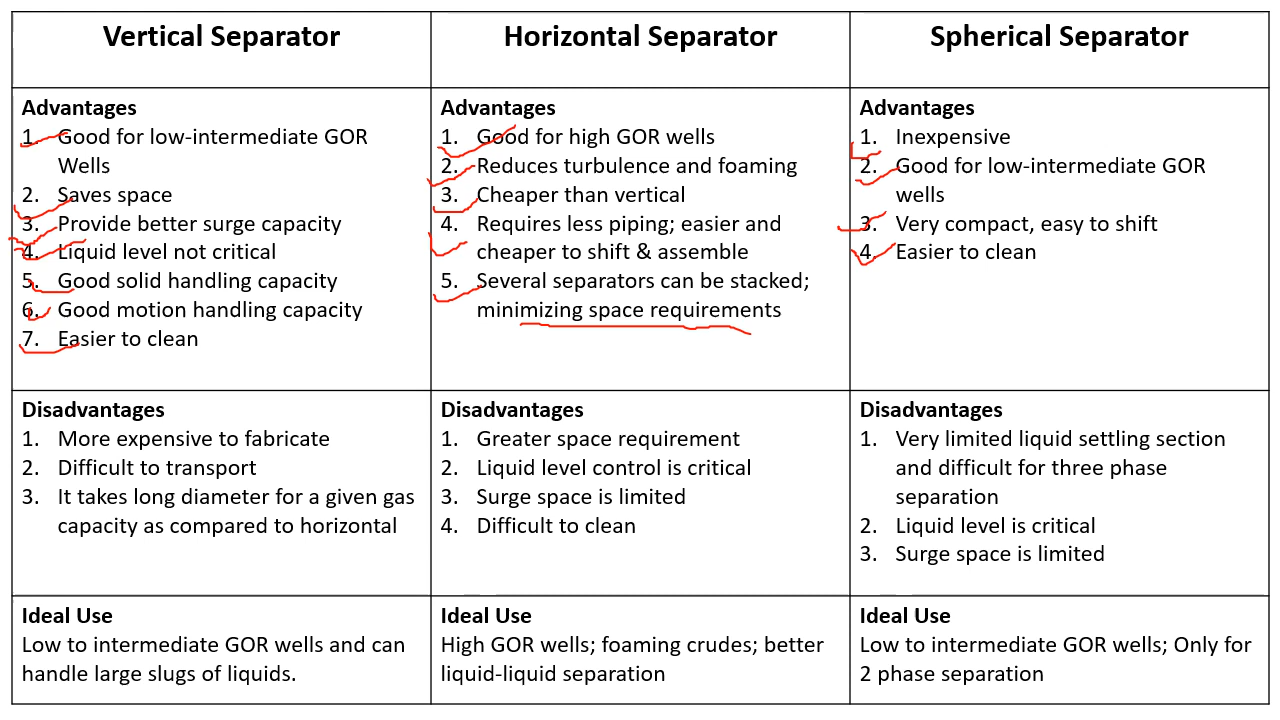 Vertical Separator
Advantages
1. Good for low-intermediate GOR
Wells
2. Saves space
3. Provide better surge capacity
4. Liquid level not critical
5. Good solid handling capacity
6. Good motion handling capacity
7. Easier to clean
Disadvantages
1. More expensive to fabricate
2. Difficult to transport
3. It takes long diameter for a given gas
capacity as compared to horizontal
Ideal Use
Low to intermediate GOR wells and can
handle large slugs of liquids.
Horizontal Separator
Advantages
1. Good for high GOR wells
2. Reduces turbulence and foaming
3. Cheaper than vertical
4. Requires less piping; easier and
cheaper to shift & assemble
5. Several separators can be stacked;
minimizing space requirements
Disadvantages
1. Greater space requirement
2. Liquid level control is critical
3. Surge space is limited
4. Difficult to clean
Ideal Use
High GOR wells; foaming crudes; better
liquid-liquid separation
Spherical Separator
Advantages
1. Inexpensive
2. Good for low-intermediate GOR
wells
3. Very compact, easy to shift
4. Easier to clean
Disadvantages
1. Very limited liquid settling section
and difficult for three phase
separation
2. Liquid level is critical
3. Surge space is limited
Ideal Use
Low to intermediate GOR wells; Only for
2 phase separation